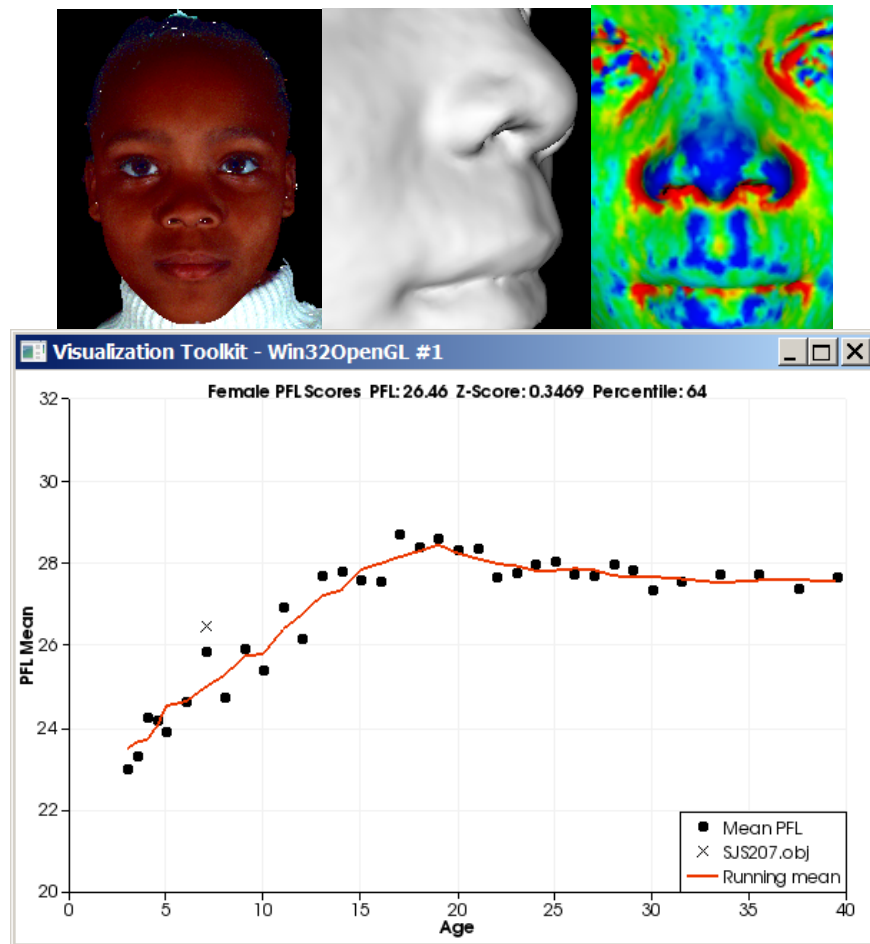 Visualization Toolkit - Win32OpenGL #1
Female PFL Scores PFL: 26.46 Z-Score: 0.3469 Percentile: 64
32
30
28
26
24
22
20
PFL Mean
0 5 10 15 20 25 30 35 40
Age
Mean PFL
SJS207.obj
Running mean